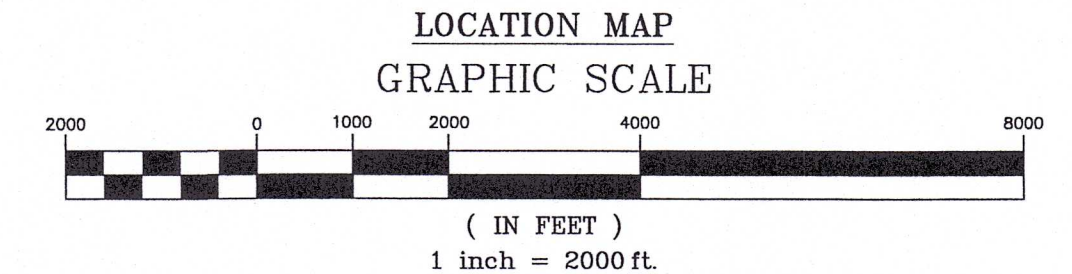 LOCATION MAP
GRAPHIC SCALE
2000 0 1000 2000 4000 8000
( IN FEET )
1 inch = 2000 ft.